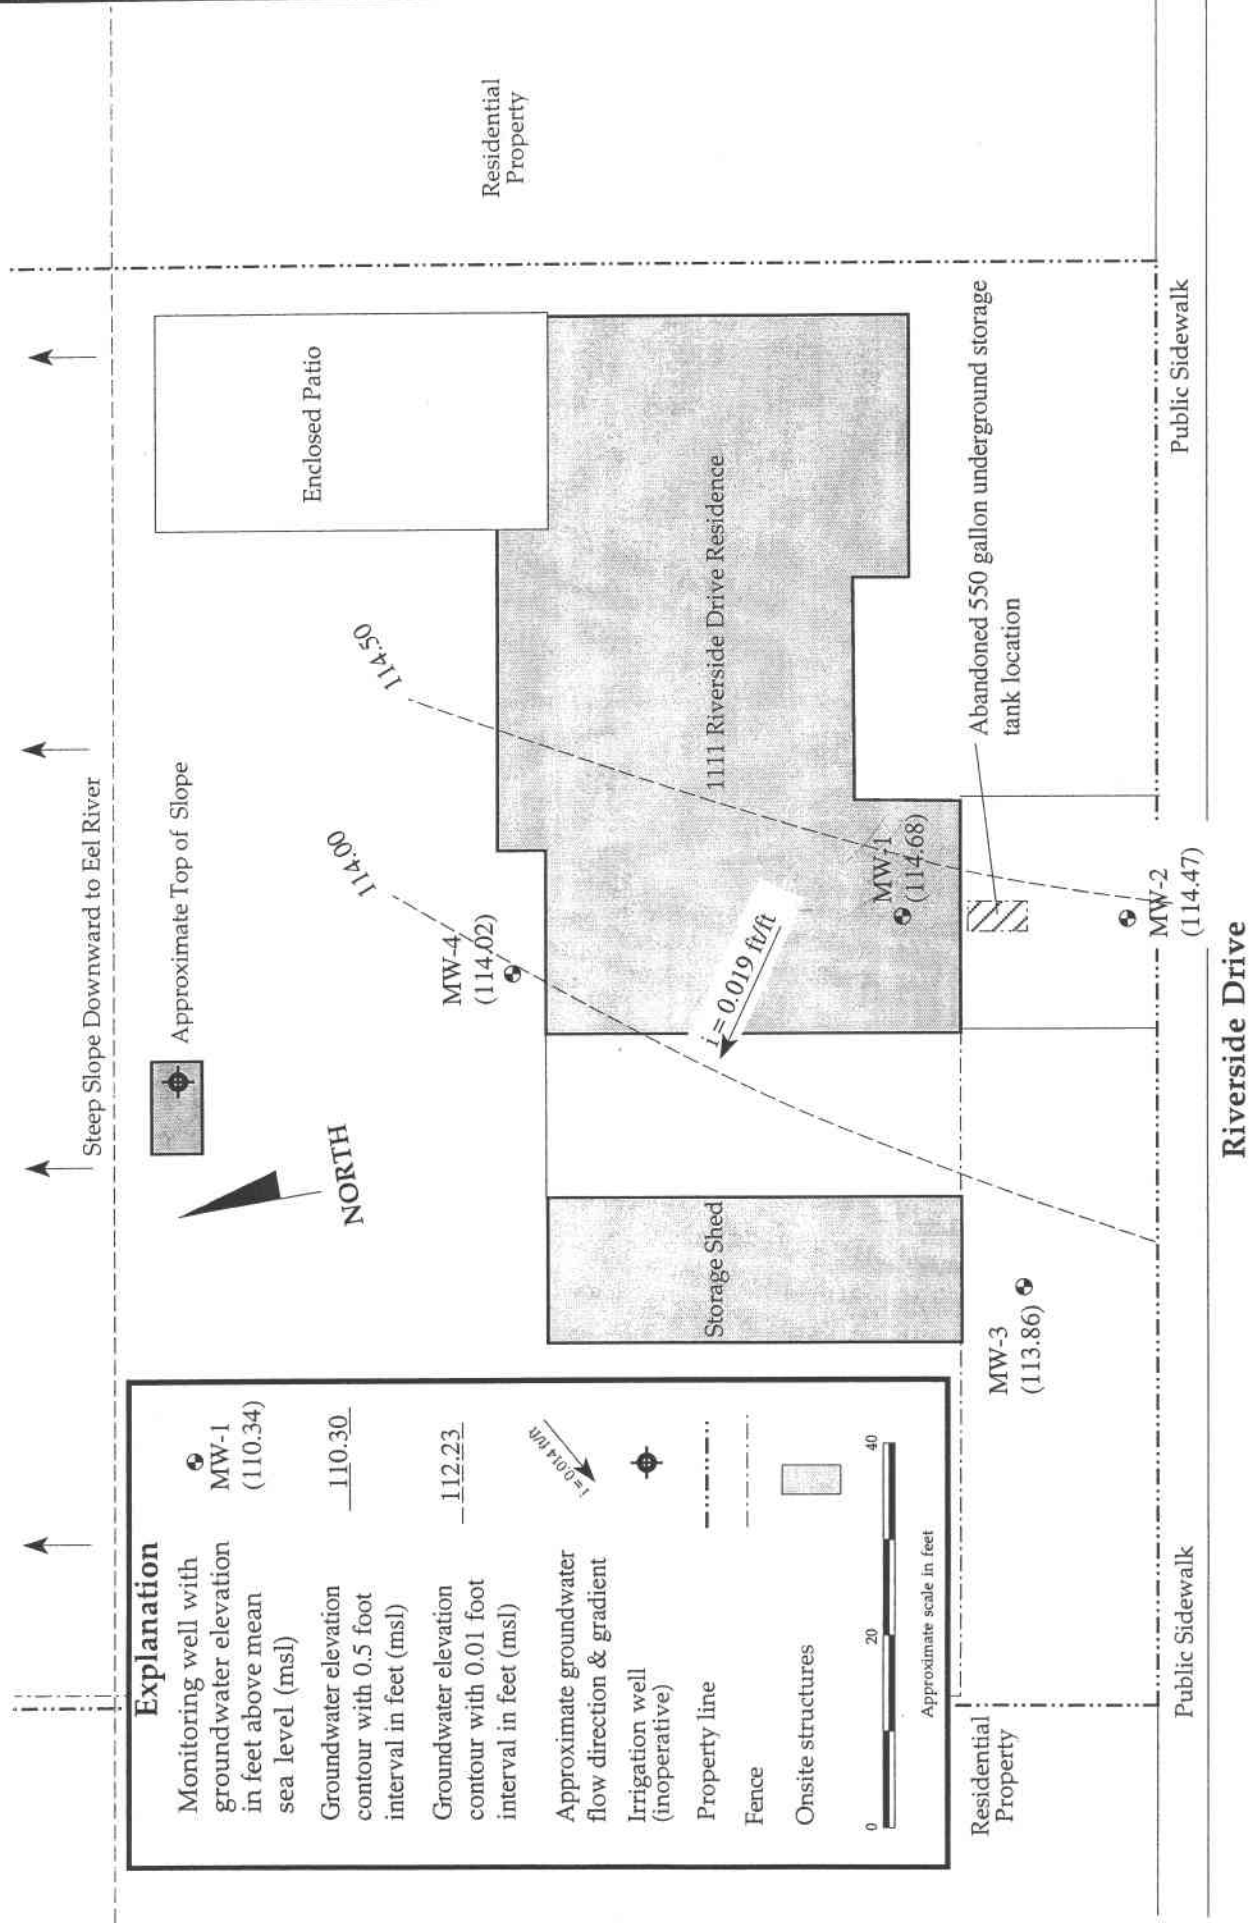 Steep Slope Downward to Eel River
Approximate Top of Slope
NORTH
Residential
Property
Enclosed Patio
114.50
114.00
MW-4
(114.02)
1111 Riverside Drive Residence
i = 0.019 ft/ft
MW-1
(114.68)
Abandoned 550 gallon underground storage
tank location
MW-2
(114.47)
Storage Shed
MW-3
(113.86)
Public Sidewalk
Riverside Drive
Public Sidewalk
Residential
Property
Explanation
Monitoring well with
groundwater elevation
in feet above mean
sea level (msl)
MW-1
(110.34)
Groundwater elevation
contour with 0.5 foot
interval in feet (msl)
110.30
Groundwater elevation
contour with 0.01 foot
interval in feet (msl)
112.23
Approximate groundwater
flow direction & gradient
i = 0.014 ft/ft
Irrigation well
(inoperative)
Property line
Fence
Onsite structures
0 20 40
Approximate scale in feet